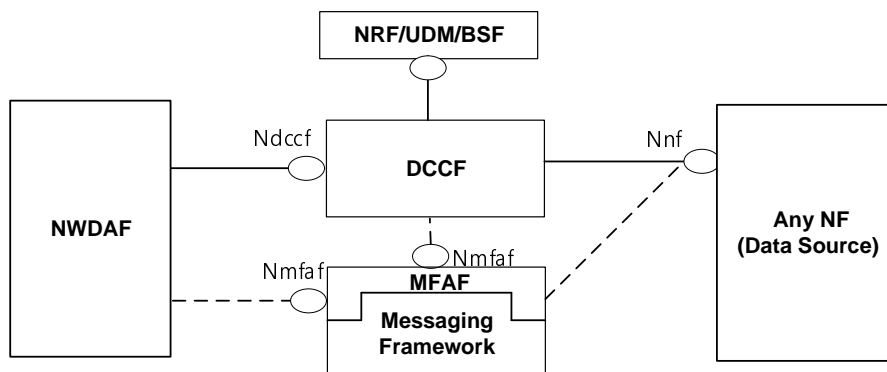 NRF/UDM/BSF
Ndccf
Nnf
DCCF
NWDAF
Any NF
(Data Source)
Nmfaf
Nmfaf
MFAF
Messaging
Framework